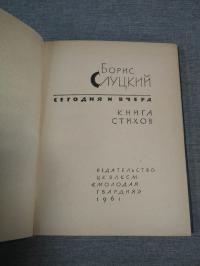 БОРИС
СЛУЦКИЙ
СЕГОДНЯ И ВЧЕРА
КНИГА
СТИХОВ
ИЗДАТЕЛЬСТВО
ЦК ВЛКСМ
«МОЛОДАЯ
ГВАРДИЯ»
1961